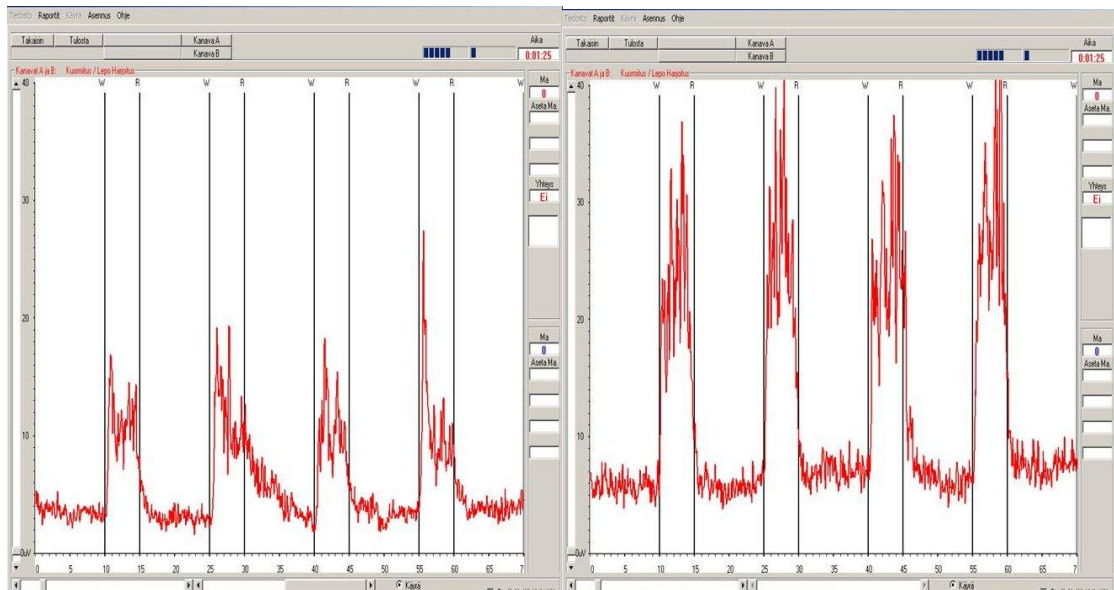 Tiedosto Raportit Käyrä Asennus Ohje
Takaisin Tulosta Kanava A
Kanava B
Aika
0:01:25
Kanavat A ja B: Kuormitus / Lepo Harjoitus
W R W R W R W R W
40
30
20
10
0uV
0 5 10 15 20 25 30 35 40 45 50 55 60 65 7
Ma
0
Aseta Ma.
Yhteys
Ei
Ma
0
Aseta Ma.
Käyrä
Tiedosto Raportit Käyrä Asennus Ohje
Takaisin Tulosta Kanava A
Kanava B
Aika
0:01:25
Kanavat A ja B: Kuormitus / Lepo Harjoitus
W R W R W R W R W
40
30
20
10
0uV
0 5 10 15 20 25 30 35 40 45 50 55 60 65 70
Ma
0
Aseta Ma.
Yhteys
Ei
Ma
0
Aseta Ma.
Käyrä